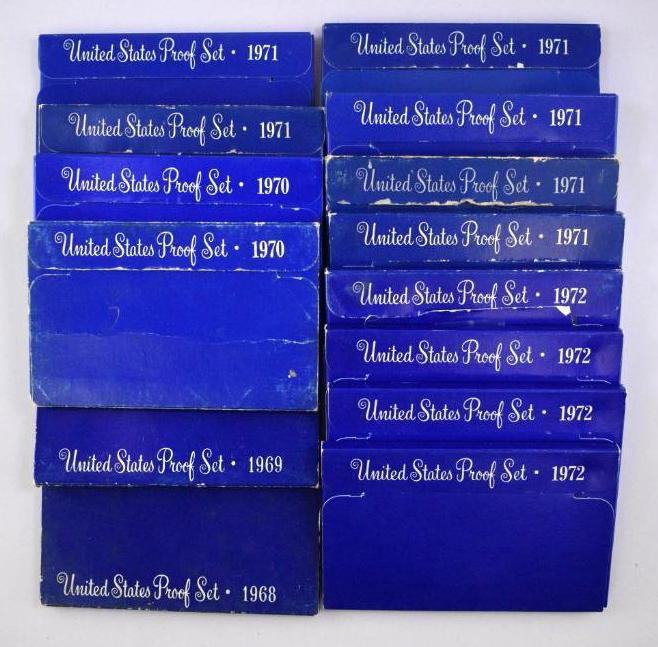 United States Proof Set • 1971
United States Proof Set • 1971
United States Proof Set • 1970
United States Proof Set • 1970
United States Proof Set • 1969
United States Proof Set • 1968
United States Proof Set • 1971
United States Proof Set • 1971
United States Proof Set • 1971
United States Proof Set • 1971
United States Proof Set • 1972
United States Proof Set • 1972
United States Proof Set • 1972
United States Proof Set • 1972